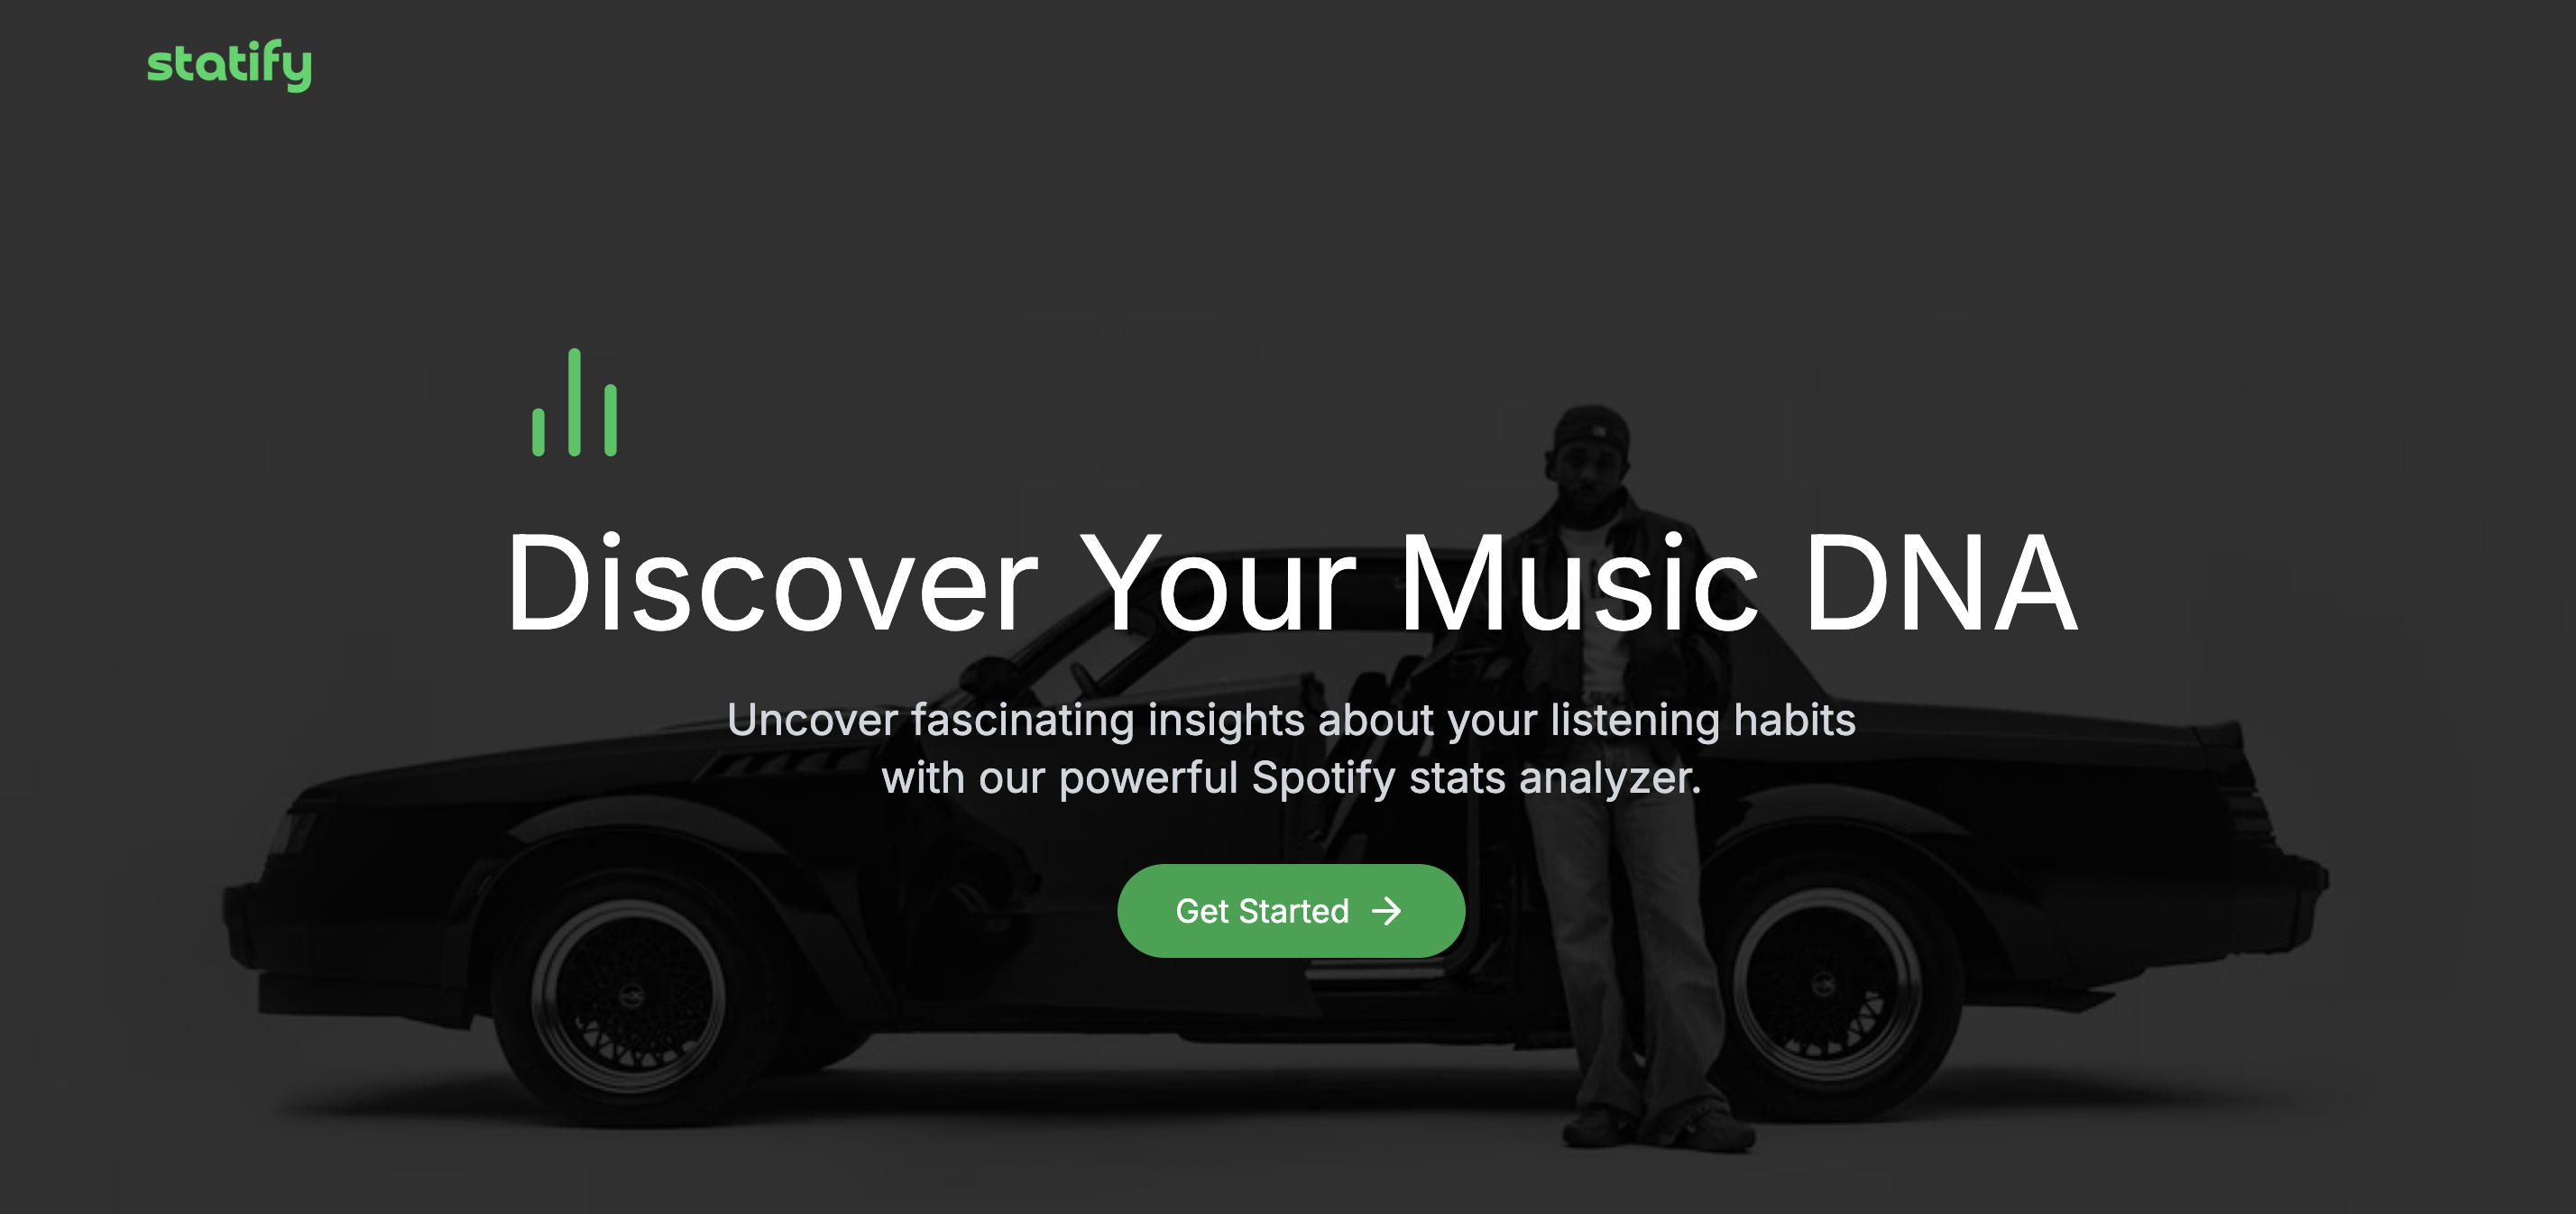 statify
Discover Your Music DNA
Uncover fascinating insights about your listening habits
with our powerful Spotify stats analyzer.
Get Started